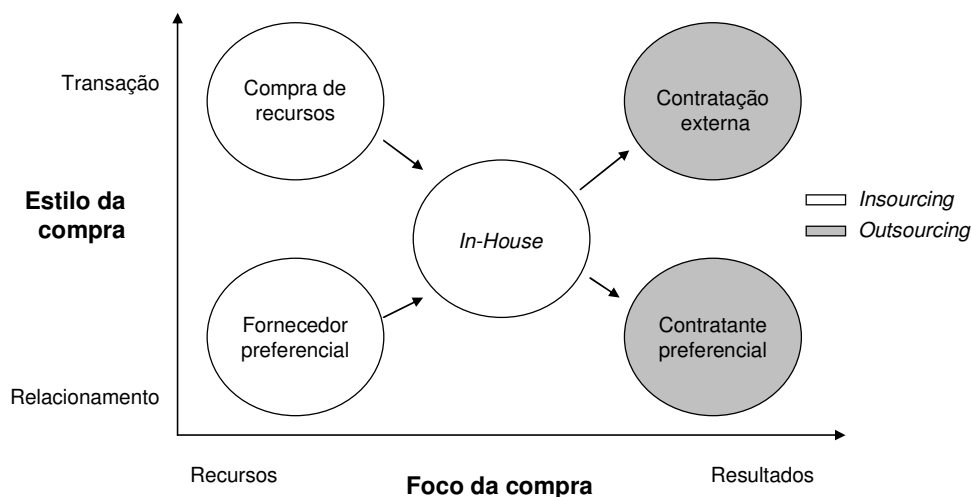 Transação
Compra de
recursos
Contratação
externa
Estilo da
compra
In-House
Insourcing
Outsourcing
Fornecedor
preferencial
Contratante
preferencial
Relacionamento
Recursos
Foco da compra
Resultados